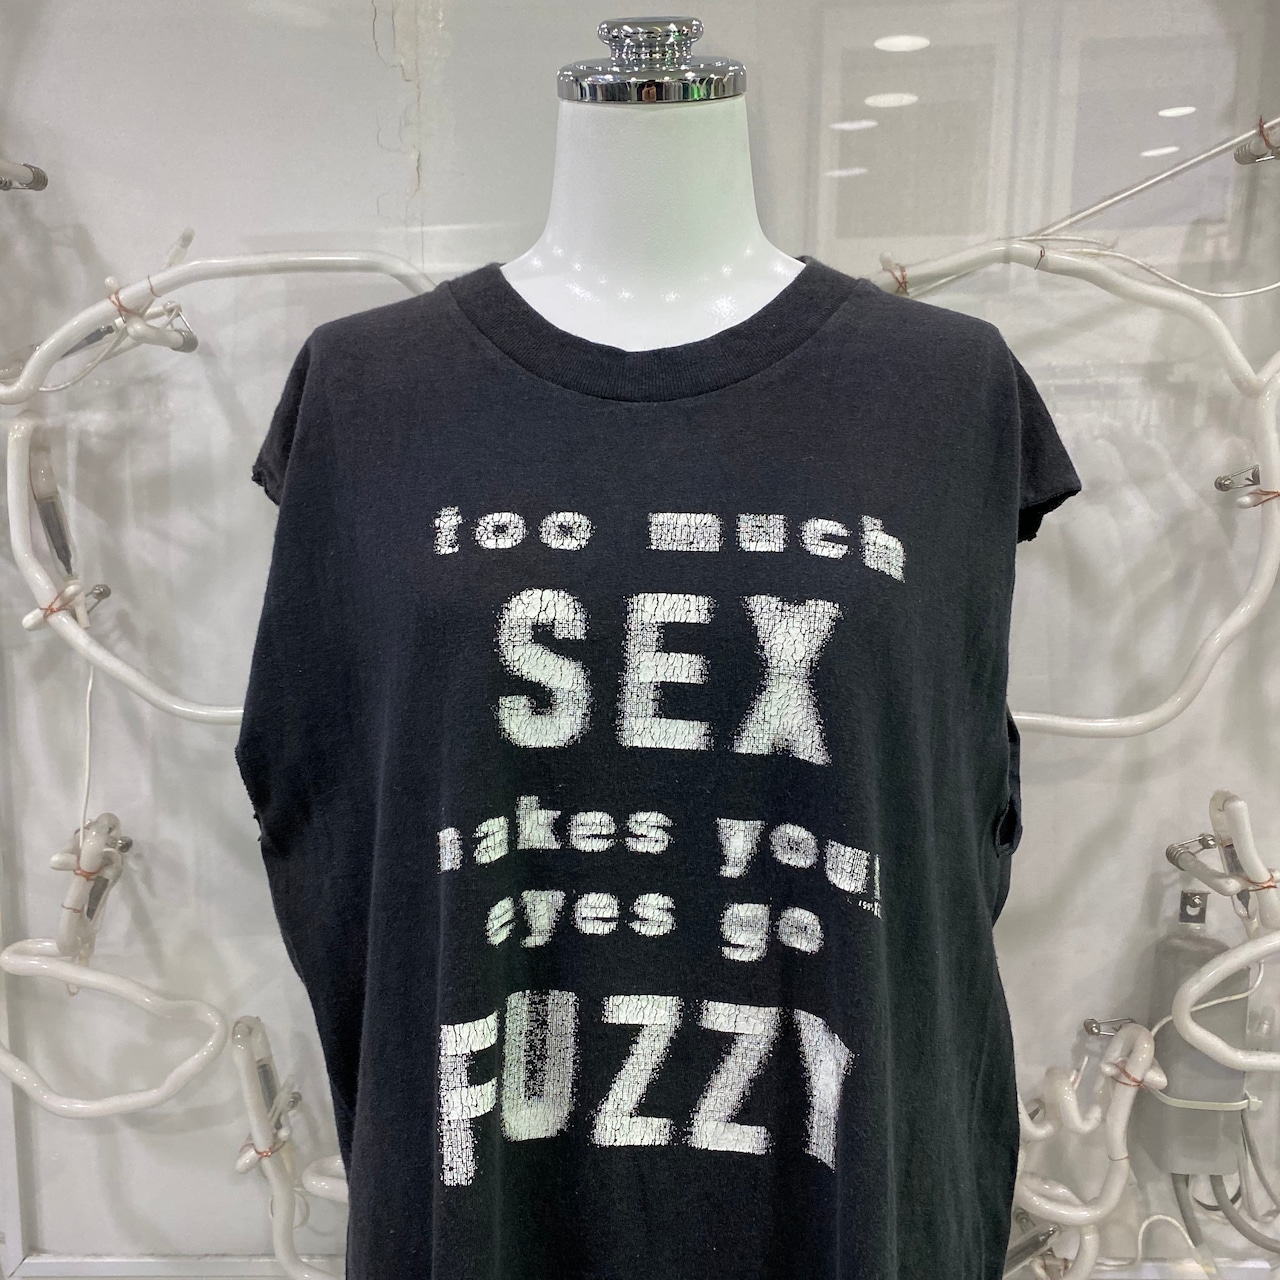 too much
SEX
makes your
eyes go
FUZZY